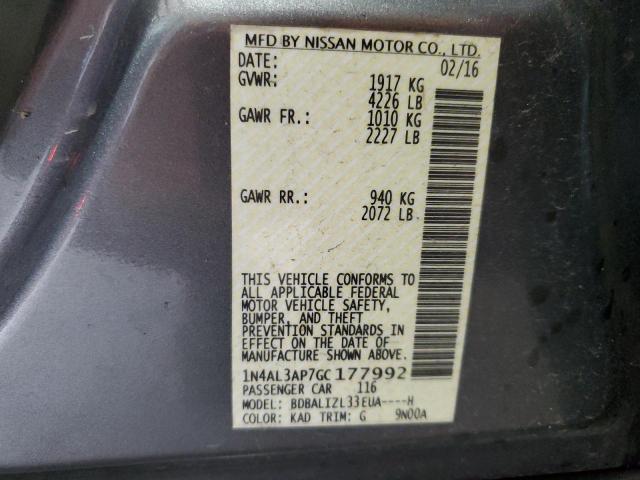 MFD BY NISSAN MOTOR CO., LTD.
DATE: 02/16
GVWR: 1917 KG
4226 LB
GAWR FR.: 1010 KG
2227 LB
GAWR RR.: 940 KG
2072 LB
THIS VEHICLE CONFORMS TO
ALL APPLICABLE FEDERAL
MOTOR VEHICLE SAFETY,
BUMPER, AND THEFT
PREVENTION STANDARDS IN
EFFECT ON THE DATE OF
MANUFACTURE SHOWN ABOVE.
1N4AL3AP7GC177992
PASSENGER CAR 116
MODEL: BDBALIZL33EUA----H
COLOR: KAD TRIM: G 9N00A